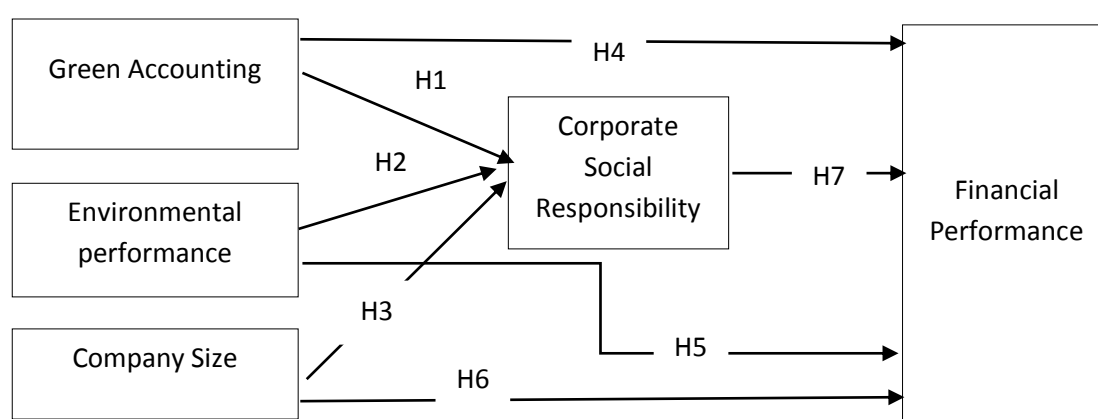 Green Accounting
H4
H1
Corporate
Social
Responsibility
H2
H7
Environmental
performance
Financial
Performance
H3
Company Size
H5
H6